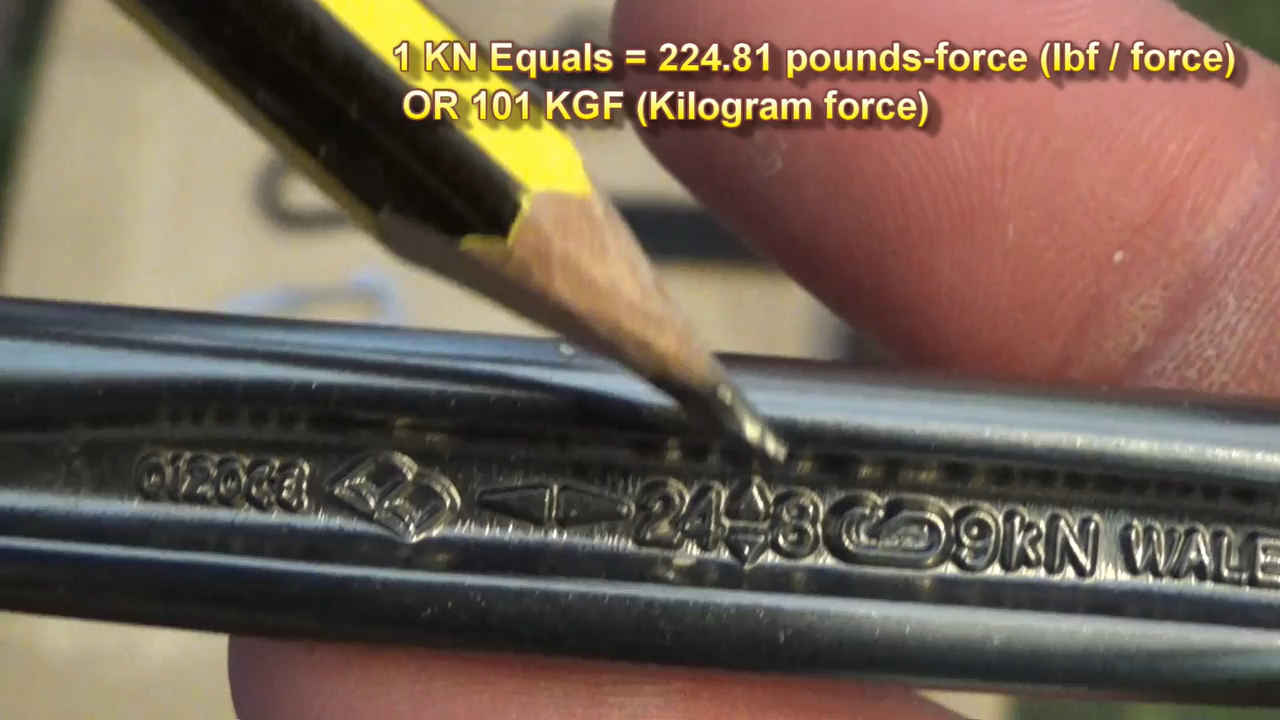 1 KN Equals = 224.81 pounds-force (lbf / force)
OR 101 KGF (Kilogram force)
24 8 9kN WALE